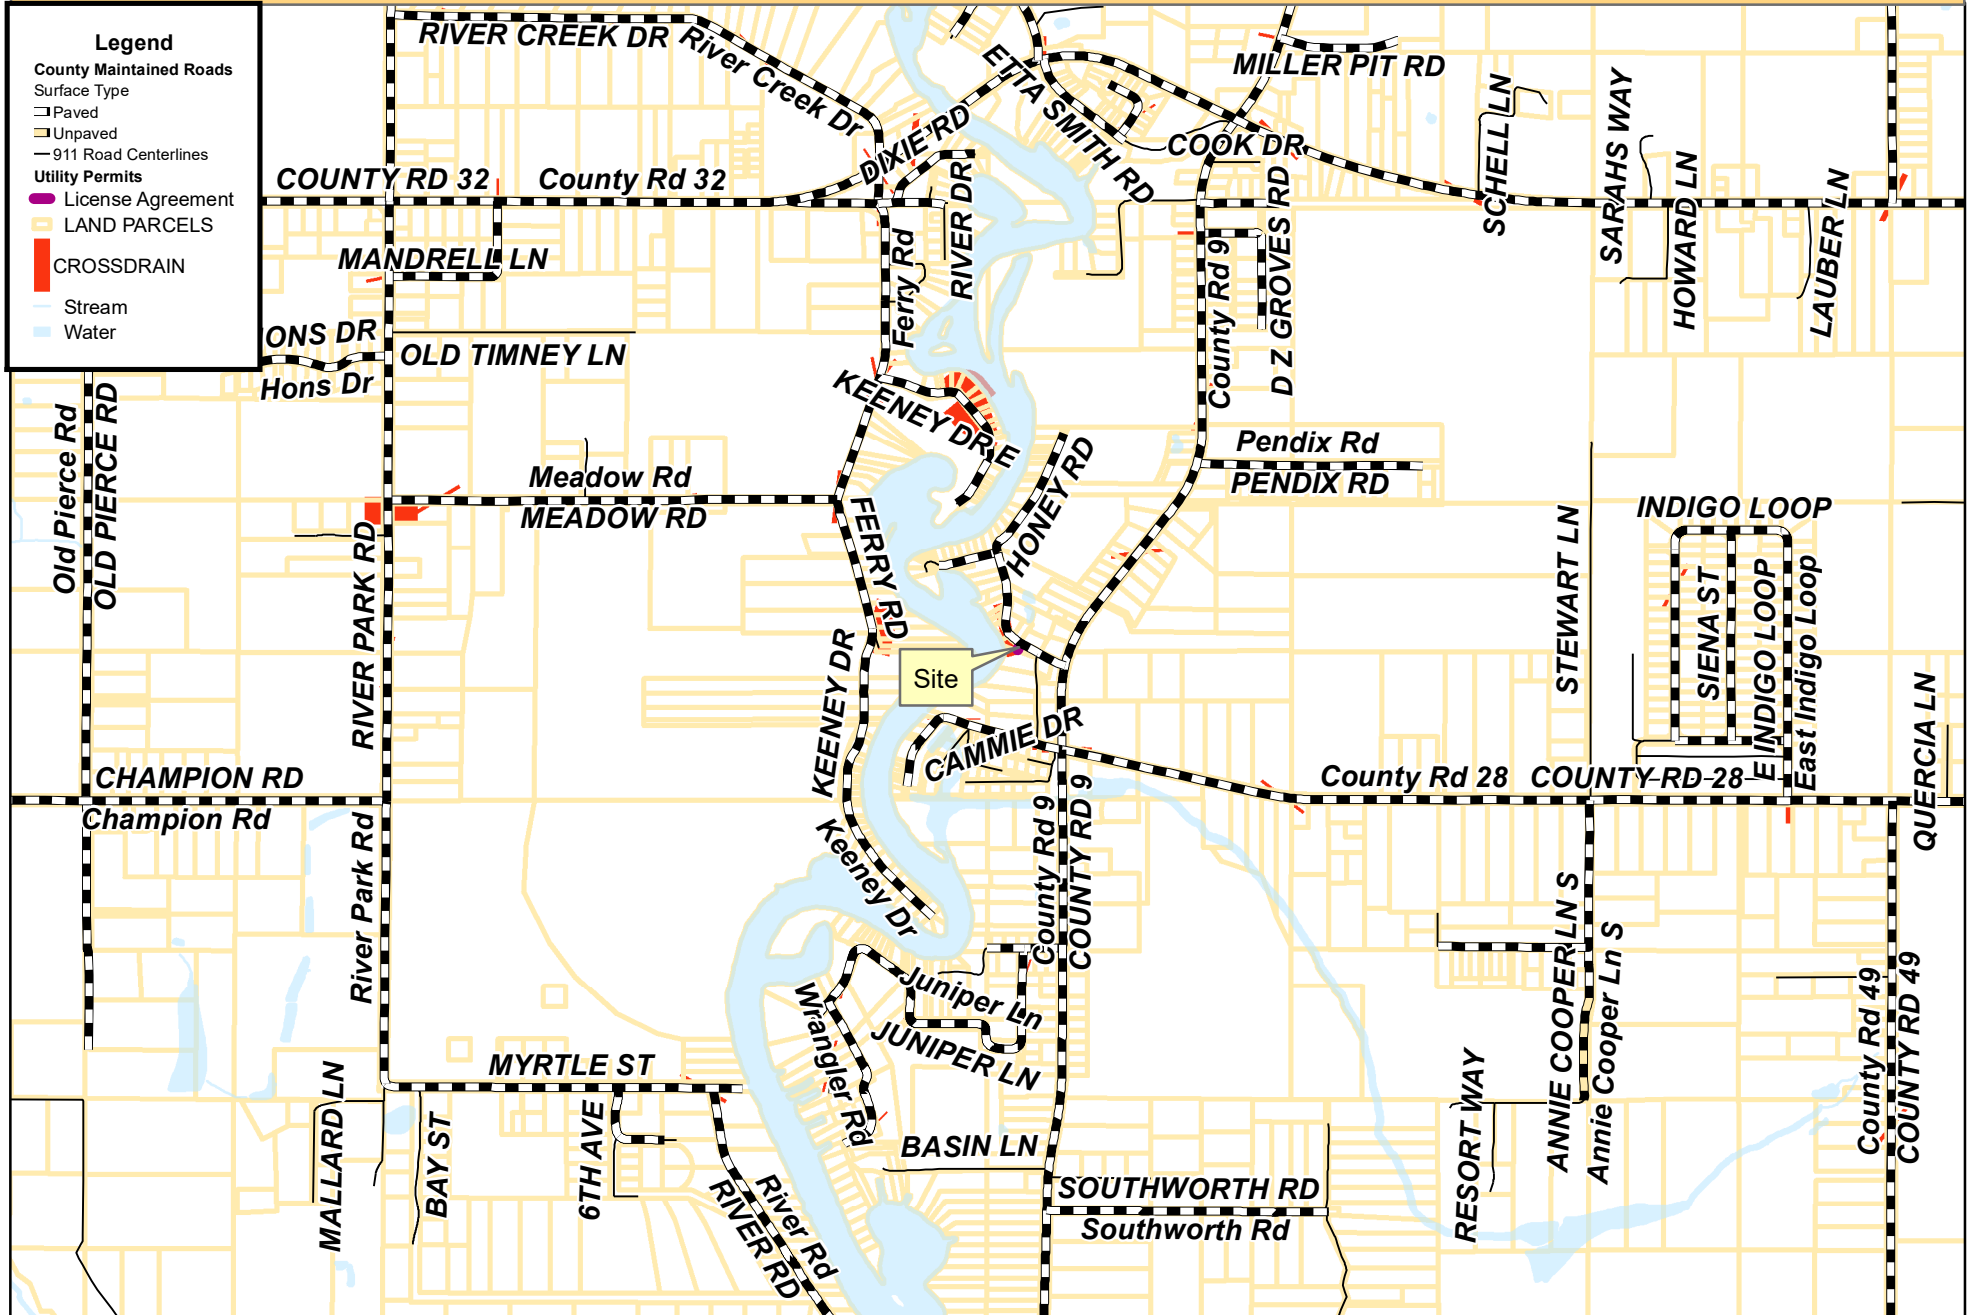 Legend
County Maintained Roads
Surface Type
Paved
Unpaved
911 Road Centerlines
Utility Permits
License Agreement
LAND PARCELS
CROSSDRAIN
Stream
Water
RIVER CREEK DR
River Creek Dr
ETTA SMITH RD
MILLER PIT RD
DIXIE RD
COOK DR
SCHELL LN
SARAHS WAY
HOWARD LN
LAUBER LN
COUNTY RD 32
County Rd 32
MANDRELL LN
RIVER DR
Ferry Rd
County Rd 9
D Z GROVES RD
ONS DR
Hons Dr
OLD TIMNEY LN
KEENEY DR E
Old Pierce Rd
OLD PIERCE RD
Meadow Rd
MEADOW RD
HONEY RD
Pendix Rd
PENDIX RD
FERRY RD
RIVER PARK RD
STEWART LN
INDIGO LOOP
SIENA ST
E INDIGO LOOP
East Indigo Loop
Site
KEENEY DR
CAMMIE DR
QUERCIA LN
CHAMPION RD
Champion Rd
County Rd 28
COUNTY RD 28
River Park Rd
Keeney Dr
County Rd 9
COUNTY RD 9
ANNIE COOPER LN S
Annie Cooper Ln S
County Rd 49
COUNTY RD 49
Juniper Ln
JUNIPER LN
Wrangler Rd
MYRTLE ST
MALLARD LN
BAY ST
6TH AVE
BASIN LN
RESORT WAY
River Rd
RIVER RD
SOUTHWORTH RD
Southworth Rd